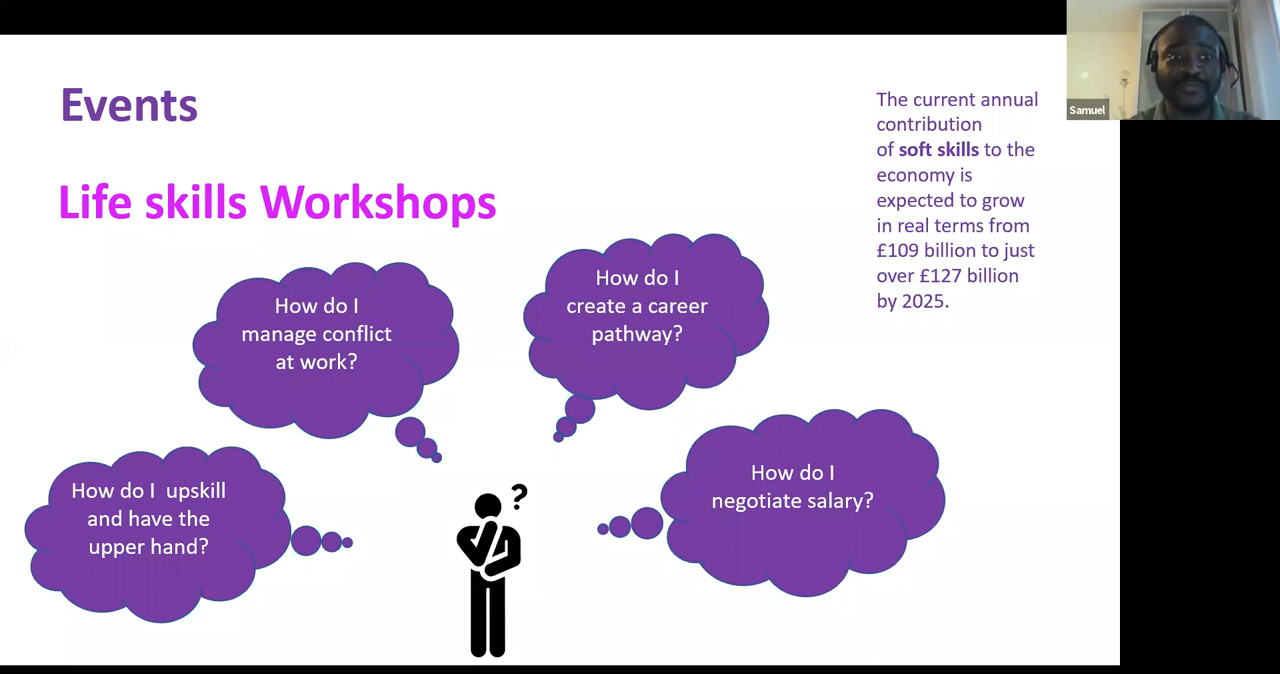 Events
Life skills Workshops
The current annual
contribution
of soft skills to the
economy is
expected to grow
in real terms from
£109 billion to just
over £127 billion
by 2025.
Samuel
How do I
manage conflict
at work?
How do I
create a career
pathway?
How do I upskill
and have the
upper hand?
How do I
negotiate salary?
?